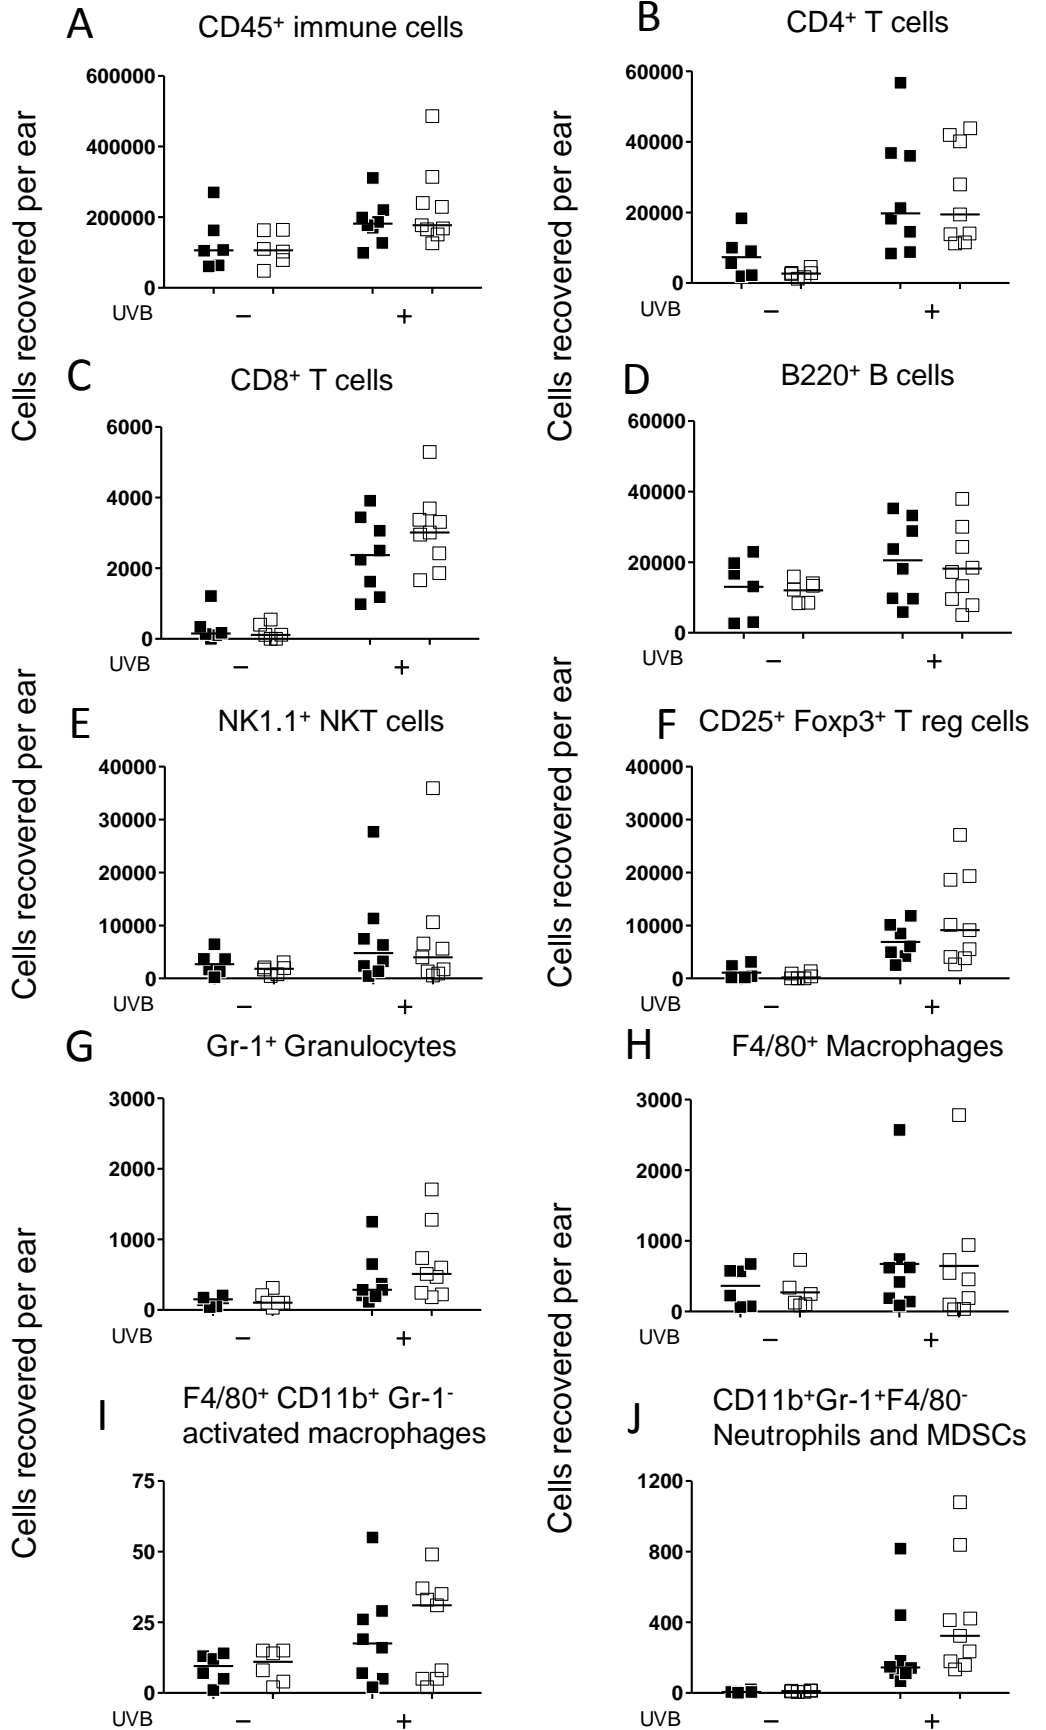 A
CD45⁺ immune cells
600000
400000
200000
0
UVB
−
+
B
CD4⁺ T cells
60000
40000
20000
0
UVB
−
+
Cells recovered per ear
Cells recovered per ear
C
CD8⁺ T cells
6000
4000
2000
0
UVB
−
+
D
B220⁺ B cells
60000
40000
20000
0
UVB
−
+
E
NK1.1⁺ NKT cells
40000
30000
20000
10000
0
UVB
−
+
F
CD25⁺ Foxp3⁺ T reg cells
40000
30000
20000
10000
0
UVB
−
+
Cells recovered per ear
Cells recovered per ear
G
Gr-1⁺ Granulocytes
3000
2000
1000
0
UVB
−
+
H
F4/80⁺ Macrophages
3000
2000
1000
0
UVB
−
+
Cells recovered per ear
Cells recovered per ear
I
F4/80⁺ CD11b⁺ Gr-1⁻
activated macrophages
75
50
25
0
UVB
−
+
J
CD11b⁺Gr-1⁺F4/80⁻
Neutrophils and MDSCs
1200
800
400
0
UVB
−
+